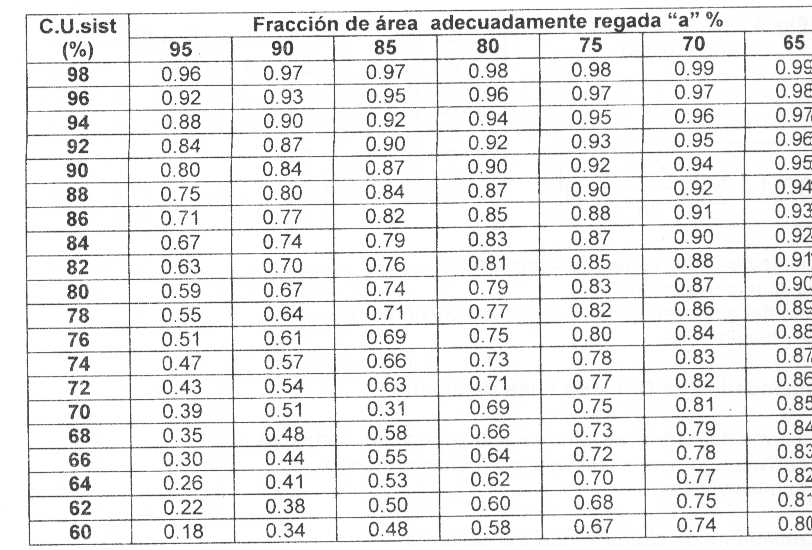 C.U.sist Fracción de área adecuadamente regada “a” %
(%) 95 90 85 80 75 70 65
98 0.96 0.97 0.97 0.98 0.98 0.99 0.99
96 0.92 0.93 0.95 0.96 0.97 0.97 0.98
94 0.88 0.90 0.92 0.94 0.95 0.96 0.97
92 0.84 0.87 0.90 0.92 0.93 0.95 0.96
90 0.80 0.84 0.87 0.90 0.92 0.94 0.95
88 0.75 0.80 0.84 0.87 0.90 0.92 0.94
86 0.71 0.77 0.82 0.85 0.88 0.91 0.93
84 0.67 0.74 0.79 0.83 0.87 0.90 0.92
82 0.63 0.70 0.76 0.81 0.85 0.88 0.91
80 0.59 0.67 0.74 0.79 0.83 0.87 0.90
78 0.55 0.64 0.71 0.77 0.82 0.86 0.89
76 0.51 0.61 0.69 0.75 0.80 0.84 0.88
74 0.47 0.57 0.66 0.73 0.78 0.83 0.87
72 0.43 0.54 0.63 0.71 0 77 0.82 0.86
70 0.39 0.51 0.31 0.69 0.75 0.81 0.85
68 0.35 0.48 0.58 0.66 0.73 0.79 0.84
66 0.30 0.44 0.55 0.64 0.72 0.78 0.83
64 0.26 0.41 0.53 0.62 0.70 0.77 0.82
62 0.22 0.38 0.50 0.60 0.68 0.75 0.81
60 0.18 0.34 0.48 0.58 0.67 0.74 0.80